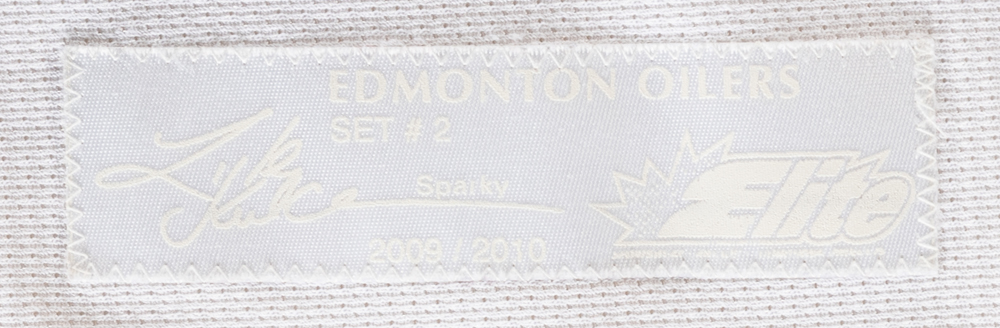 EDMONTON OILERS
SET # 2
Sparky
2009 / 2010
Elite